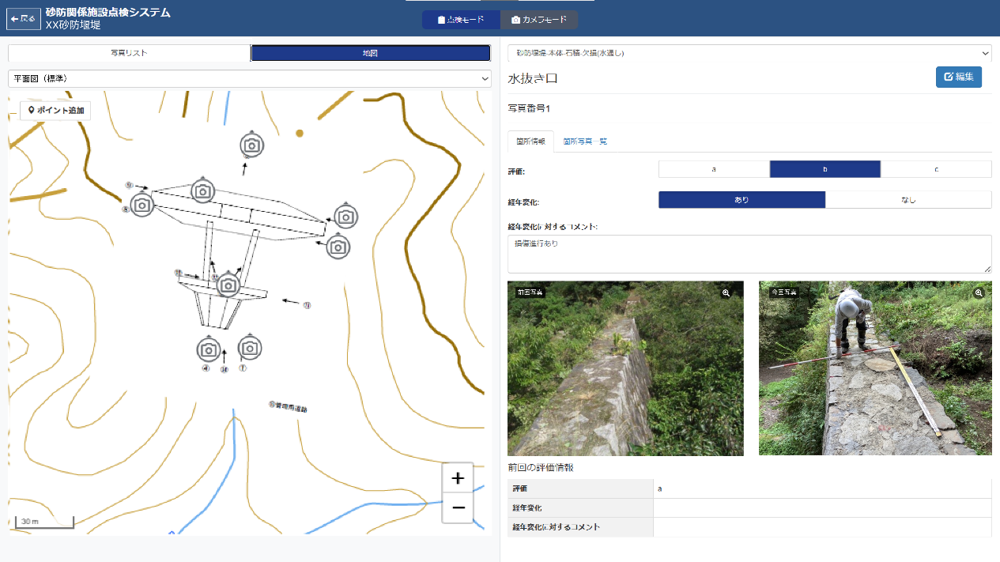 戻る
砂防関係施設点検システム
XX砂防堰堤
点検モード
カメラモード
写真リスト
地図
平面図（標準）
ポイント追加
⑨
⑧
④
⑭
⑦
⑮管理用道路
30 m
+
−
砂防堰堤-本体-石積-欠損(水通し)
水抜き口
編集
写真番号1
箇所情報
箇所写真一覧
評価:
a
b
c
経年変化:
あり
なし
経年変化に対するコメント:
損傷進行あり
前回写真
今回写真
前回の評価情報
評価
a
経年変化
経年変化に対するコメント